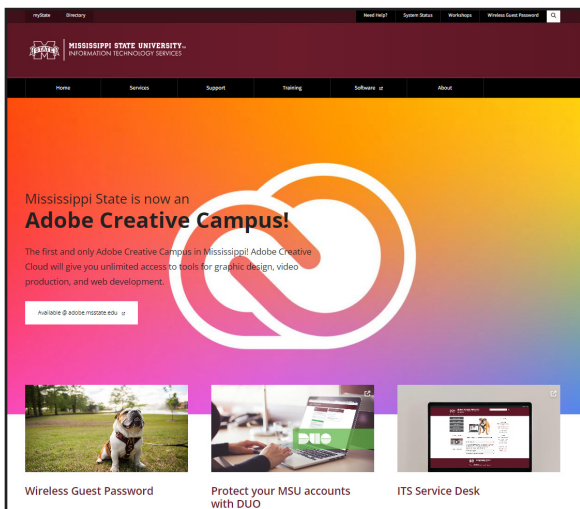 myState Directory Need Help? System Status Workshops Wireless Guest Password
STATE
MISSISSIPPI STATE UNIVERSITY™
INFORMATION TECHNOLOGY SERVICES
Home Services Support Training Software About
Mississippi State is now an
Adobe Creative Campus!
The first and only Adobe Creative Campus in Mississippi! Adobe Creative
Cloud will give you unlimited access to tools for graphic design, video
production, and web development.
Available @ adobe.msstate.edu
DUO
Wireless Guest Password
Protect your MSU accounts
with DUO
ITS Service Desk